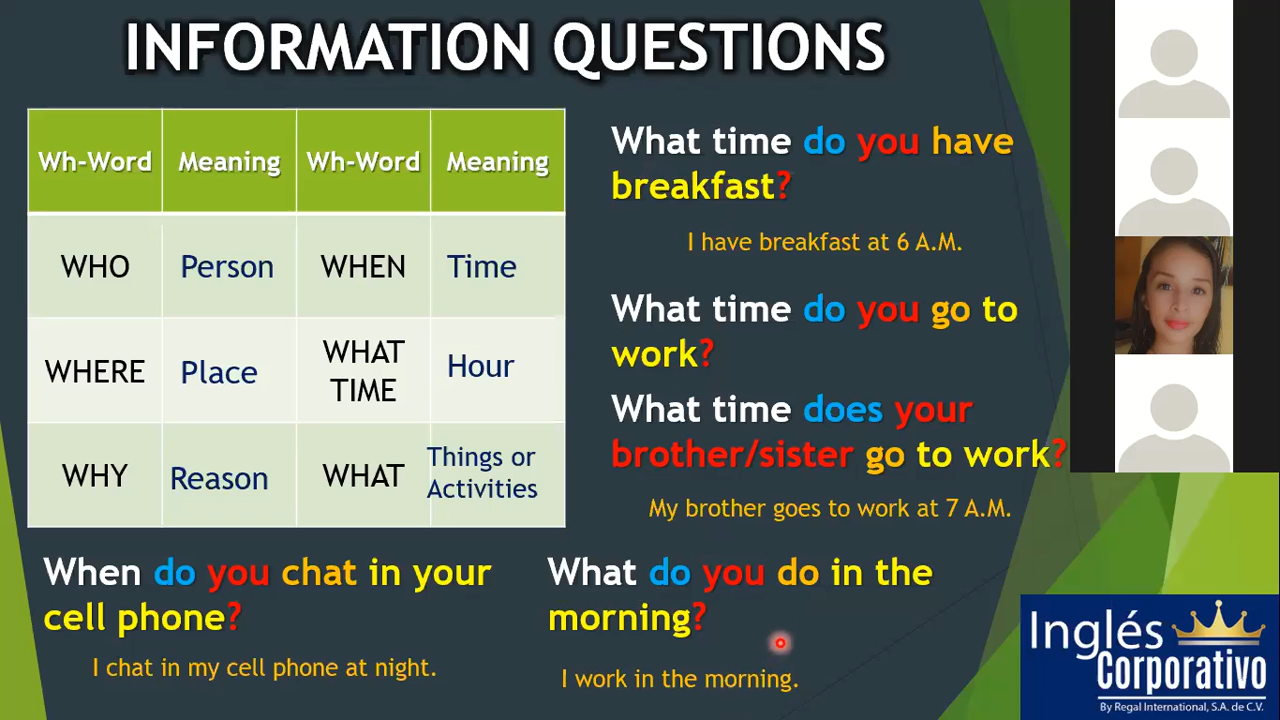 INFORMATION QUESTIONS
Wh-Word Meaning Wh-Word Meaning
WHO Person WHEN Time
WHERE Place WHAT TIME Hour
WHY Reason WHAT Things or Activities
What time do you have
breakfast?
I have breakfast at 6 A.M.
What time do you go to
work?
What time does your
brother/sister go to work?
My brother goes to work at 7 A.M.
When do you chat in your
cell phone?
I chat in my cell phone at night.
What do you do in the
morning?
I work in the morning.
Inglés
Corporativo
By Regal International, S.A. de C.V.